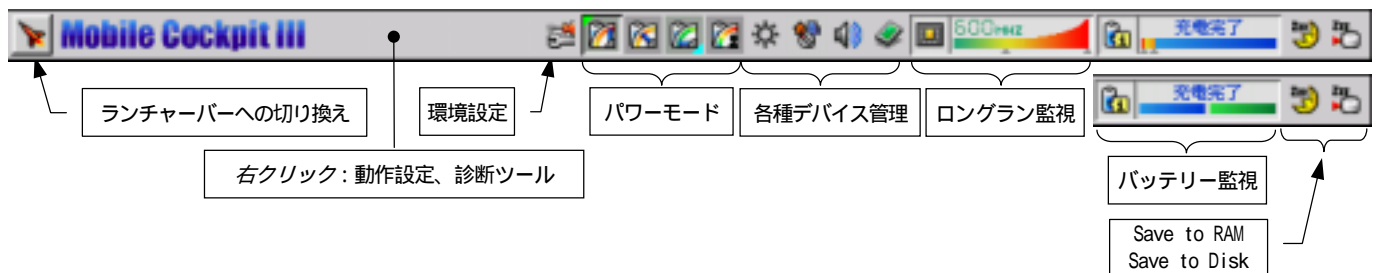 Mobile Cockpit III
600MHZ
充電完了
ランチャーバーへの切り換え
環境設定
パワーモード
各種デバイス管理
ロングラン監視
充電完了
右クリック：動作設定、診断ツール
バッテリー監視
Save to RAM
Save to Disk